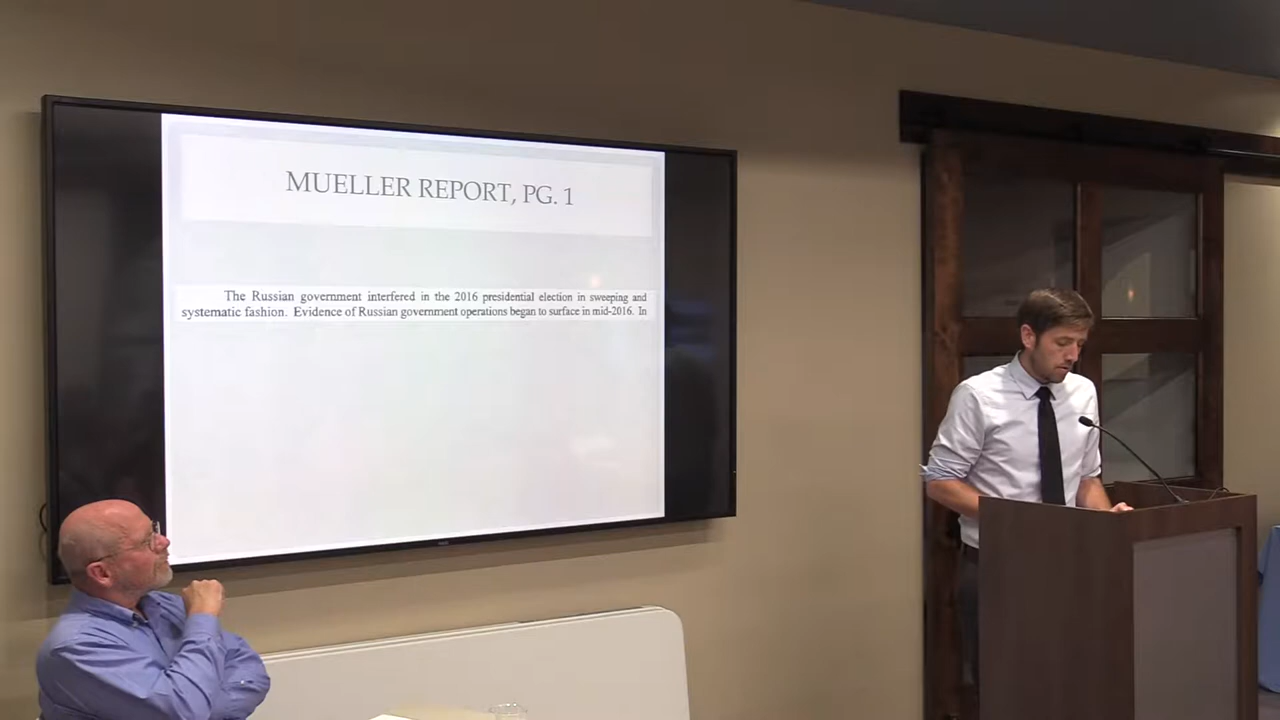 MUELLER REPORT, PG. 1
The Russian government interfered in the 2016 presidential election in sweeping and
systematic fashion. Evidence of Russian government operations began to surface in mid-2016. In